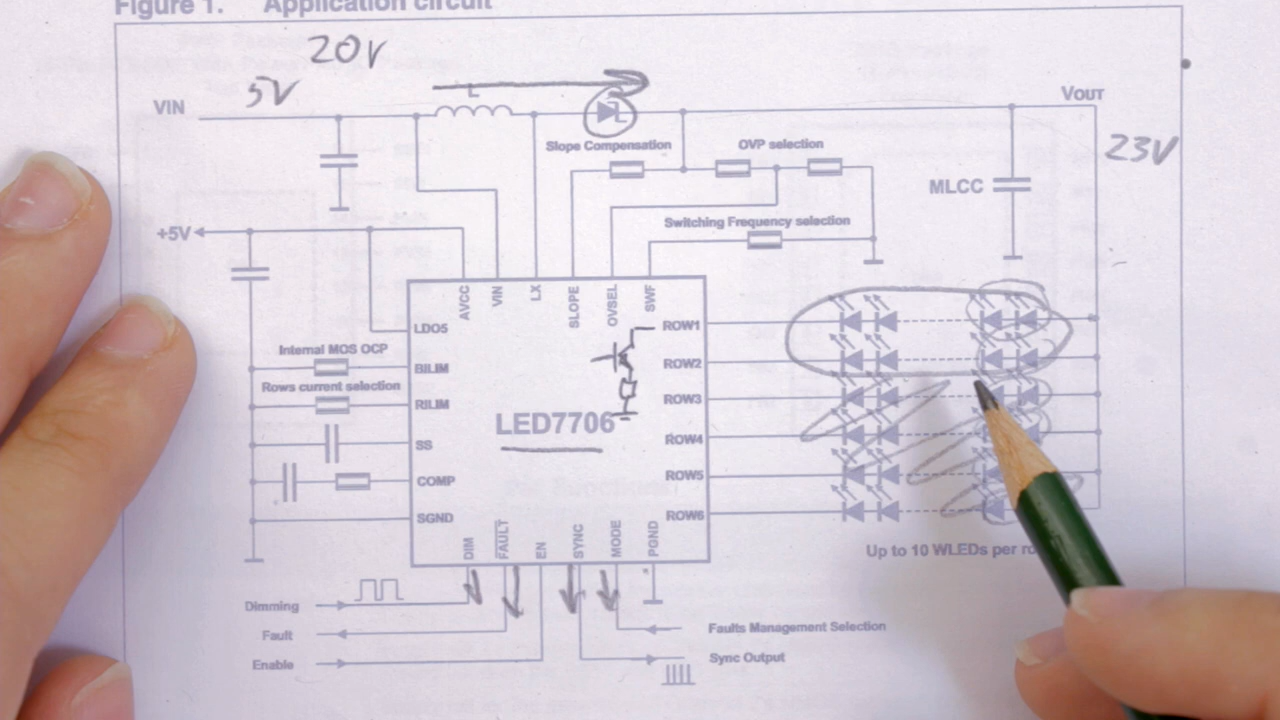 Figure 1. Application circuit
20V
5V
VIN
L
VOUT
23V
Slope Compensation
OVP selection
MLCC
Switching Frequency selection
+5V
AVCC
VIN
LX
SLOPE
OVSEL
SWF
LDO5
ROW1
Internal MOS OCP
BILIM
ROW2
Rows current selection
RILIM
ROW3
LED7706
ROW4
SS
COMP
ROW5
SGND
ROW6
DIM
FAULT
EN
SYNC
MODE
PGND
Up to 10 WLEDs per ro
Dimming
Fault
Faults Management Selection
Enable
Sync Output